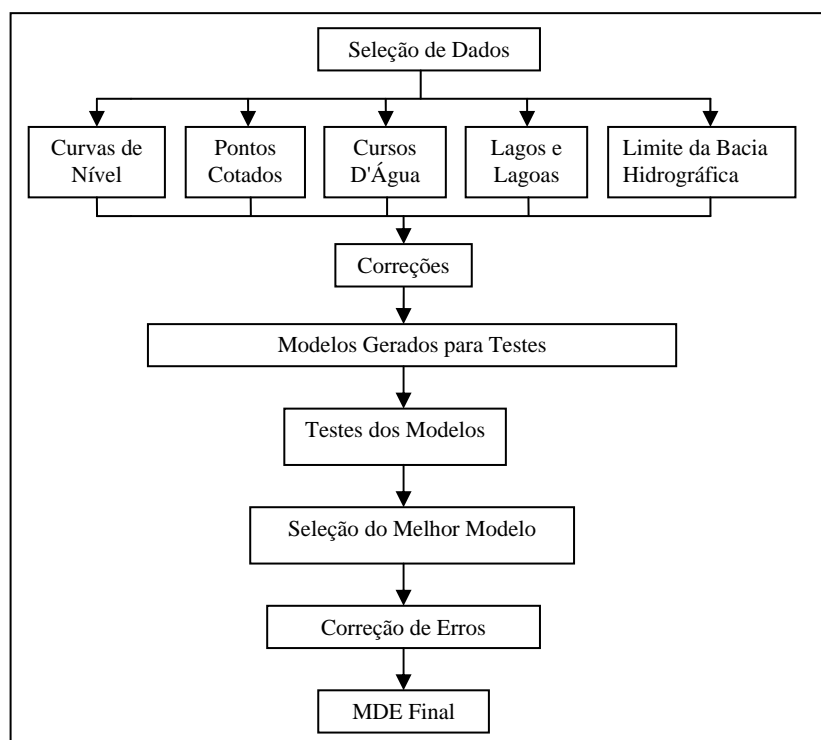 Seleção de Dados
Curvas de
Nível
Pontos
Cotados
Cursos
D'Água
Lagos e
Lagoas
Limite da Bacia
Hidrográfica
Correções
Modelos Gerados para Testes
Testes dos Modelos
Seleção do Melhor Modelo
Correção de Erros
MDE Final